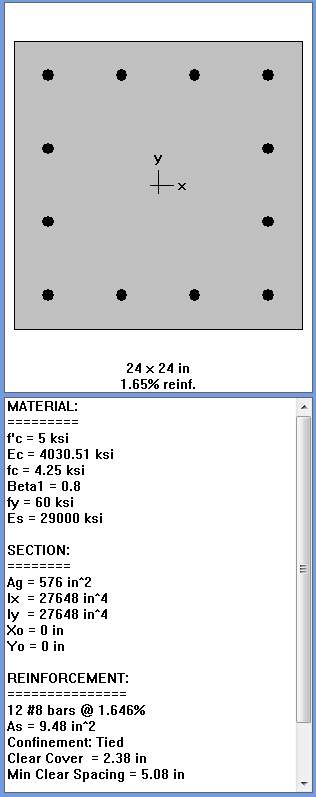 y
x
24 x 24 in
1.65% reinf.
MATERIAL:
=========
f'c = 5 ksi
Ec = 4030.51 ksi
fc = 4.25 ksi
Beta1 = 0.8
fy = 60 ksi
Es = 29000 ksi
SECTION:
========
Ag = 576 in^2
Ix = 27648 in^4
Iy = 27648 in^4
Xo = 0 in
Yo = 0 in
REINFORCEMENT:
===============
12 #8 bars @ 1.646%
As = 9.48 in^2
Confinement: Tied
Clear Cover = 2.38 in
Min Clear Spacing = 5.08 in